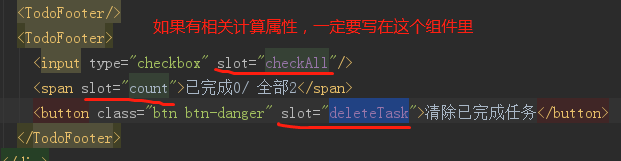 <TodoFooter/>
如果有相关计算属性，一定要写在这个组件里
<TodoFooter>
<input type="checkbox" slot="checkAll"/>
<span slot="count">已完成0/ 全部2</span>
<button class="btn btn-danger" slot="deleteTask">清除已完成任务</button>
</TodoFooter>